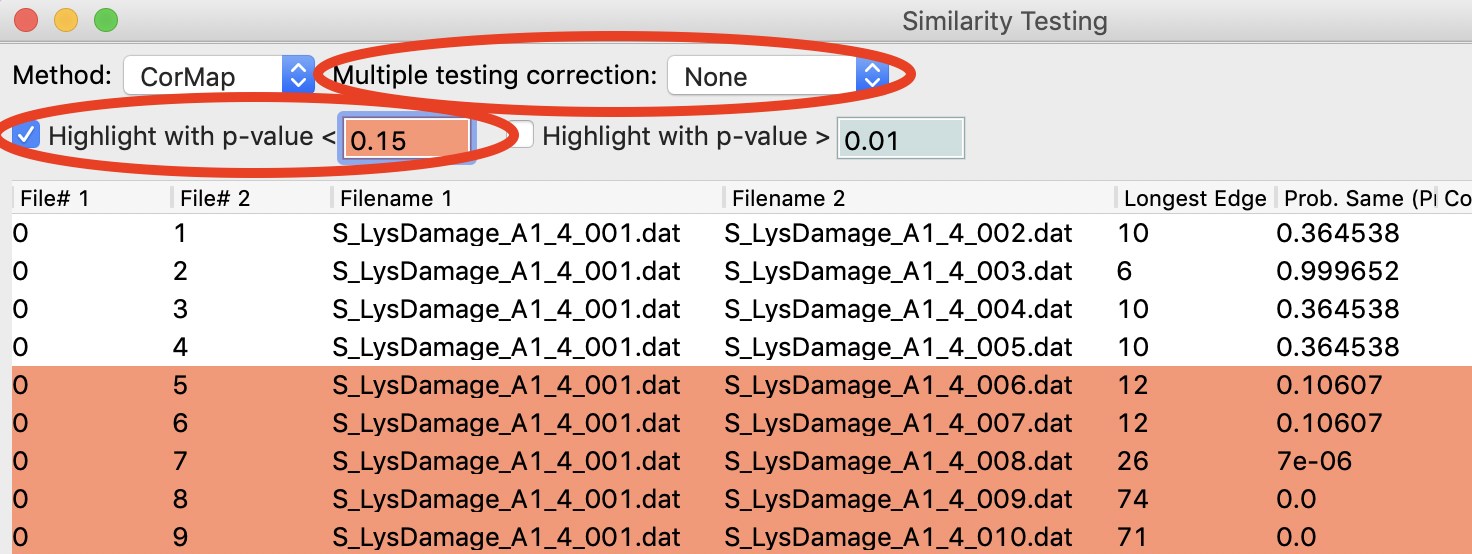 Similarity Testing
Method: CorMap Multiple testing correction: None
Highlight with p-value < 0.15 Highlight with p-value > 0.01
File# 1 File# 2 Filename 1 Filename 2 Longest Edge Prob. Same (Pr Co
0 1 S_LysDamage_A1_4_001.dat S_LysDamage_A1_4_002.dat 10 0.364538
0 2 S_LysDamage_A1_4_001.dat S_LysDamage_A1_4_003.dat 6 0.999652
0 3 S_LysDamage_A1_4_001.dat S_LysDamage_A1_4_004.dat 10 0.364538
0 4 S_LysDamage_A1_4_001.dat S_LysDamage_A1_4_005.dat 10 0.364538
0 5 S_LysDamage_A1_4_001.dat S_LysDamage_A1_4_006.dat 12 0.10607
0 6 S_LysDamage_A1_4_001.dat S_LysDamage_A1_4_007.dat 12 0.10607
0 7 S_LysDamage_A1_4_001.dat S_LysDamage_A1_4_008.dat 26 7e-06
0 8 S_LysDamage_A1_4_001.dat S_LysDamage_A1_4_009.dat 74 0.0
0 9 S_LysDamage_A1_4_001.dat S_LysDamage_A1_4_010.dat 71 0.0